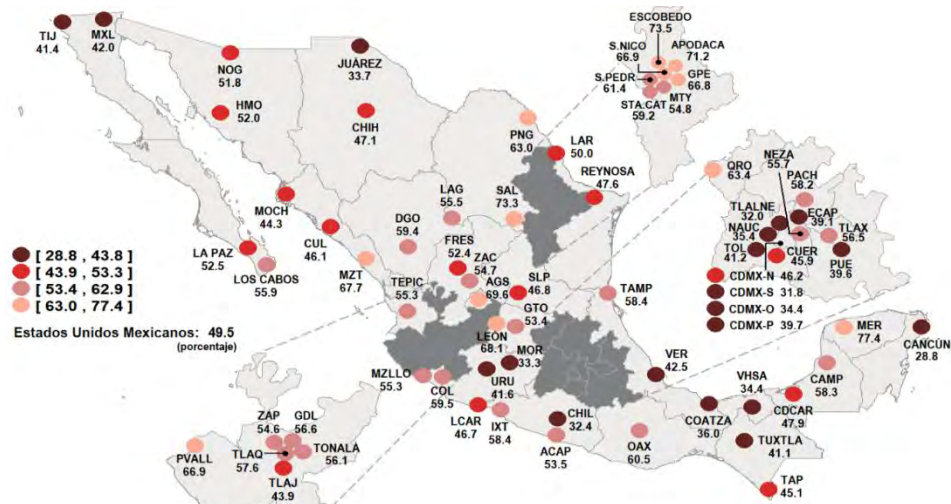 TIJ
41.4
MXL
42.0
NOG
51.8
HMO
52.0
JUÁREZ
33.7
CHIH
47.1
PNG
63.0
LAR
50.0
REYNOSA
47.6
ESCOBEDO
73.5
S.NICO
66.9
APODACA
71.2
S.PEDR
61.4
GPE
66.8
MTY
54.8
STA.CAT
59.2
MOCH
44.3
CUL
46.1
LA PAZ
52.5
LOS CABOS
55.9
MZT
67.7
DGO
59.4
LAG
55.5
SAL
73.3
FRES
52.4
ZAC
54.7
AGS
69.6
SLP
46.8
TEPIC
55.3
GTO
53.4
LEÓN
68.1
MOR
33.3
URU
41.6
TAMP
58.4
MZLLO
55.3
COL
59.5
LCAR
46.7
IXT
58.4
CHIL
32.4
ACAP
53.5
OAX
60.5
VER
42.5
COATZA
36.0
VHSA
34.4
CDCAR
47.9
TUXTLA
41.1
TAP
45.1
CAMP
58.3
MER
77.4
CANCÚN
28.8
QRO
63.4
NEZA
55.7
PACH
58.2
TLALNE
32.0
ECAP
39.1
NAUC
35.4
TLAX
56.5
TOL
41.2
CUER
45.9
PUE
39.6
CDMX-N 46.2
CDMX-S 31.8
CDMX-O 34.4
CDMX-P 39.7
[ 28.8 , 43.8 ]
[ 43.9 , 53.3 ]
[ 53.4 , 62.9 ]
[ 63.0 , 77.4 ]
Estados Unidos Mexicanos: 49.5
(porcentaje)
ZAP
54.6
GDL
56.6
PVALL
66.9
TLAQ
57.6
TONALÁ
56.1
TLAJ
43.9